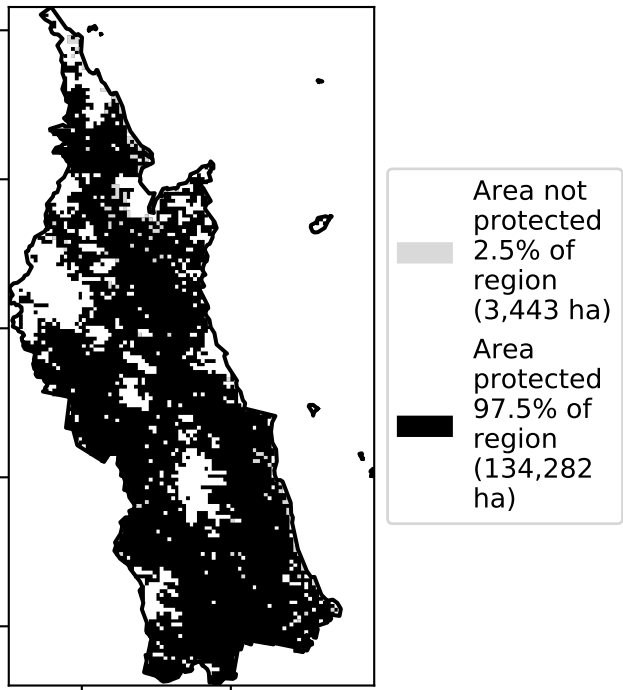 Area not
protected
2.5% of
region
(3,443 ha)
Area
protected
97.5% of
region
(134,282
ha)